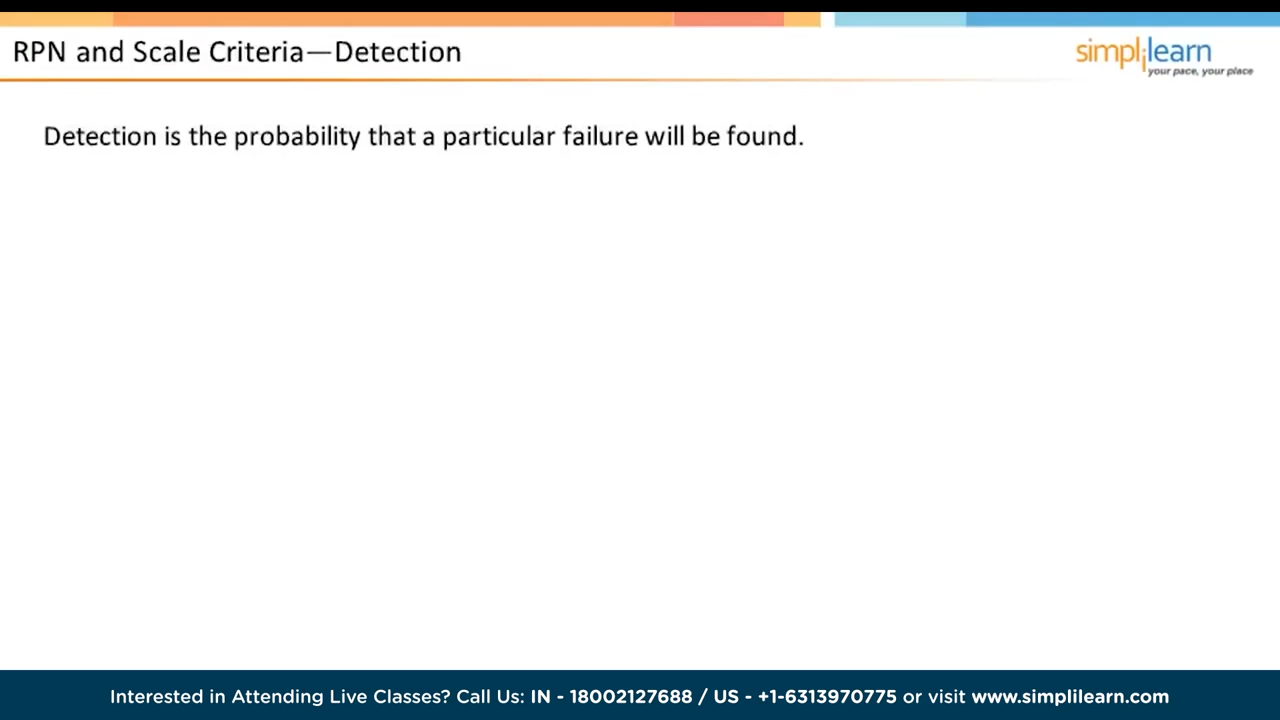 RPN and Scale Criteria—Detection
simplilearn
your pace, your place
Detection is the probability that a particular failure will be found.
Interested in Attending Live Classes? Call Us: IN - 18002127688 / US - +1-6313970775 or visit www.simplilearn.com